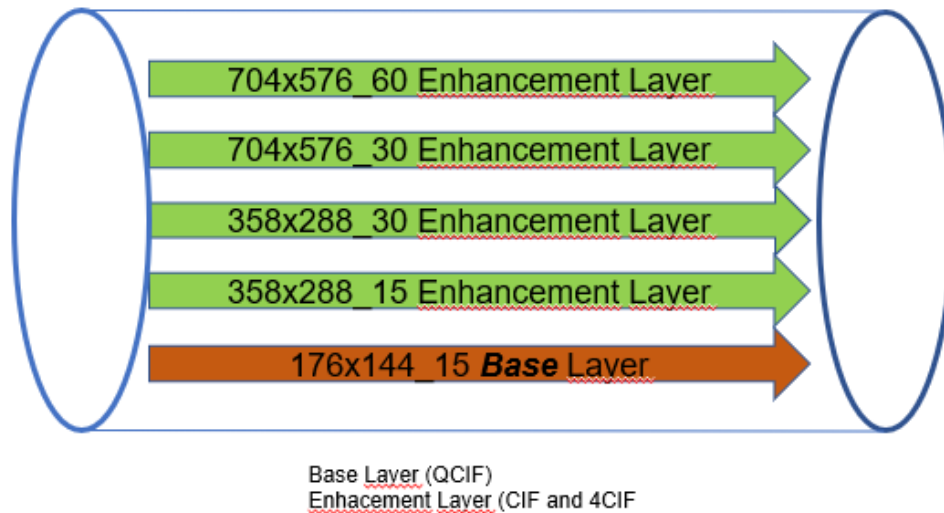 704x576_60 Enhancement Layer
704x576_30 Enhancement Layer
358x288_30 Enhancement Layer
358x288_15 Enhancement Layer
176x144_15 Base Layer
Base Layer (QCIF)
Enhacement Layer (CIF and 4CIF